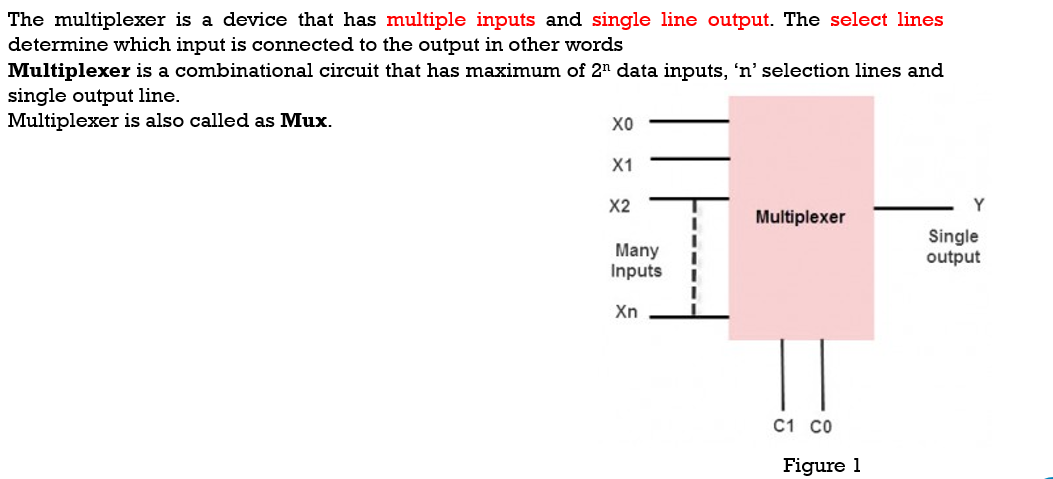 The multiplexer is a device that has multiple inputs and single line output. The select lines
determine which input is connected to the output in other words
Multiplexer is a combinational circuit that has maximum of 2ⁿ data inputs, ‘n’ selection lines and
single output line.
Multiplexer is also called as Mux.
X0
X1
X2
Many
Inputs
Xn
Multiplexer
Y
Single
output
C1 C0
Figure 1